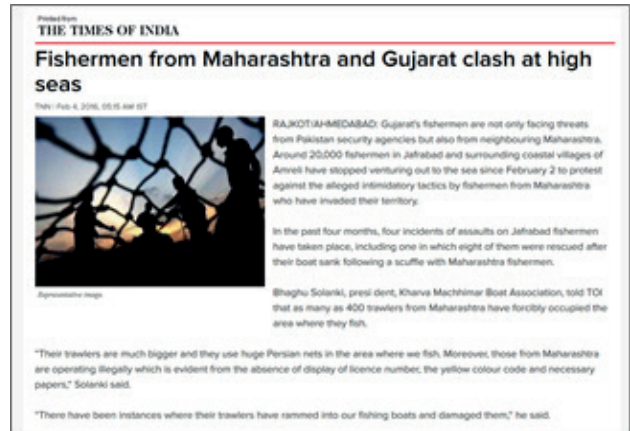 Printed from
THE TIMES OF INDIA
Fishermen from Maharashtra and Gujarat clash at high
seas
TNN | Feb 4, 2016, 05:15 AM IST
RAJKOT/AHMEDABAD: Gujarat's fishermen are not only facing threats
from Pakistan security agencies but also from neighbouring Maharashtra.
Around 20,000 fishermen in Jafrabad and surrounding coastal villages of
Amreli have stopped venturing out to the sea since February 2 to protest
against the alleged intimidatory tactics by fishermen from Maharashtra
who have invaded their territory.
In the past four months, four incidents of assaults on Jafrabad fishermen
have taken place, including one in which eight of them were rescued after
their boat sank following a scuffle with Maharashtra fishermen.
Representative image
Bhaghu Solanki, presi dent, Kharva Machhimar Boat Association, told TOI
that as many as 400 trawlers from Maharashtra have forcibly occupied the
area where they fish.
"Their trawlers are much bigger and they use huge Persian nets in the area where we fish. Moreover, those from Maharashtra
are operating illegally which is evident from the absence of display of licence number, the yellow colour code and necessary
papers," Solanki said.
"There have been instances where their trawlers have rammed into our fishing boats and damaged them," he said.